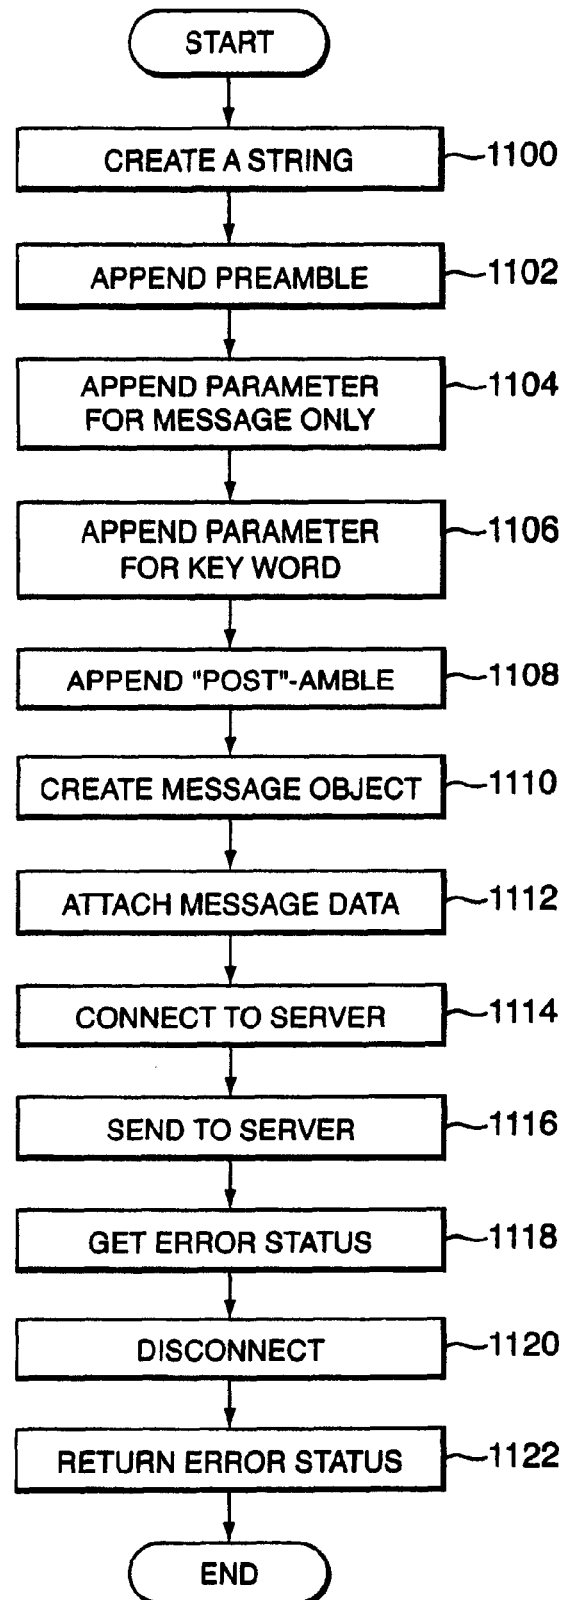 START
CREATE A STRING
1100
APPEND PREAMBLE
1102
APPEND PARAMETER
FOR MESSAGE ONLY
1104
APPEND PARAMETER
FOR KEY WORD
1106
APPEND "POST"-AMBLE
1108
CREATE MESSAGE OBJECT
1110
ATTACH MESSAGE DATA
1112
CONNECT TO SERVER
1114
SEND TO SERVER
1116
GET ERROR STATUS
1118
DISCONNECT
1120
RETURN ERROR STATUS
1122
END